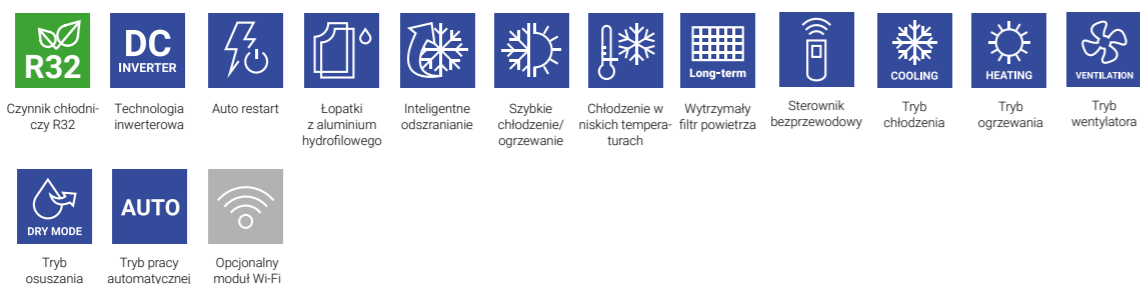 R32
Czynnik chłodni-
czy R32
DC
INVERTER
Technologia
inwerterowa
Auto restart
Łopatki
z aluminium
hydrofilowego
Inteligentne
odszranianie
Szybkie
chłodzenie/
ogrzewanie
Chłodzenie w
niskich tempera-
turach
Long-term
Wytrzymały
filtr powietrza
Sterownik
bezprzewodowy
COOLING
Tryb
chłodzenia
HEATING
Tryb
ogrzewania
VENTILATION
Tryb
wentylatora
DRY MODE
Tryb
osuszania
AUTO
Tryb pracy
automatycznej
Opcjonalny
moduł Wi-Fi